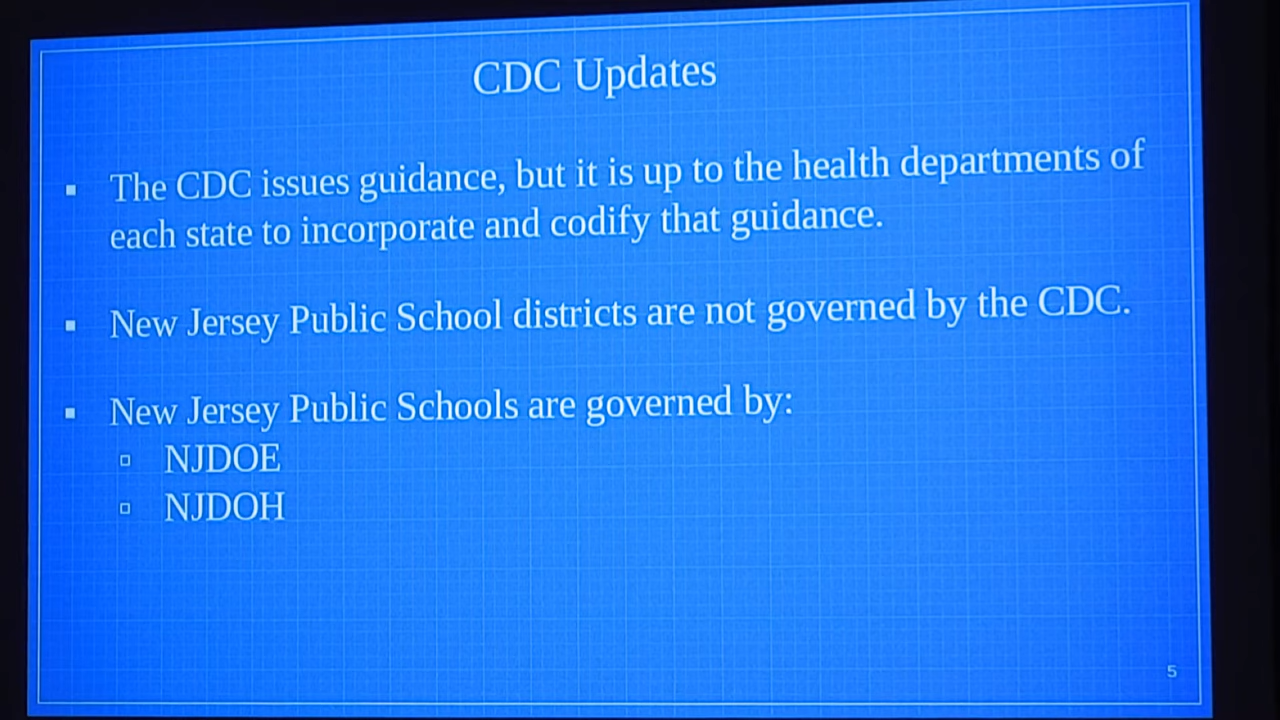 CDC Updates
▪ The CDC issues guidance, but it is up to the health departments of
each state to incorporate and codify that guidance.
▪ New Jersey Public School districts are not governed by the CDC.
▪ New Jersey Public Schools are governed by:
▫ NJDOE
▫ NJDOH
5